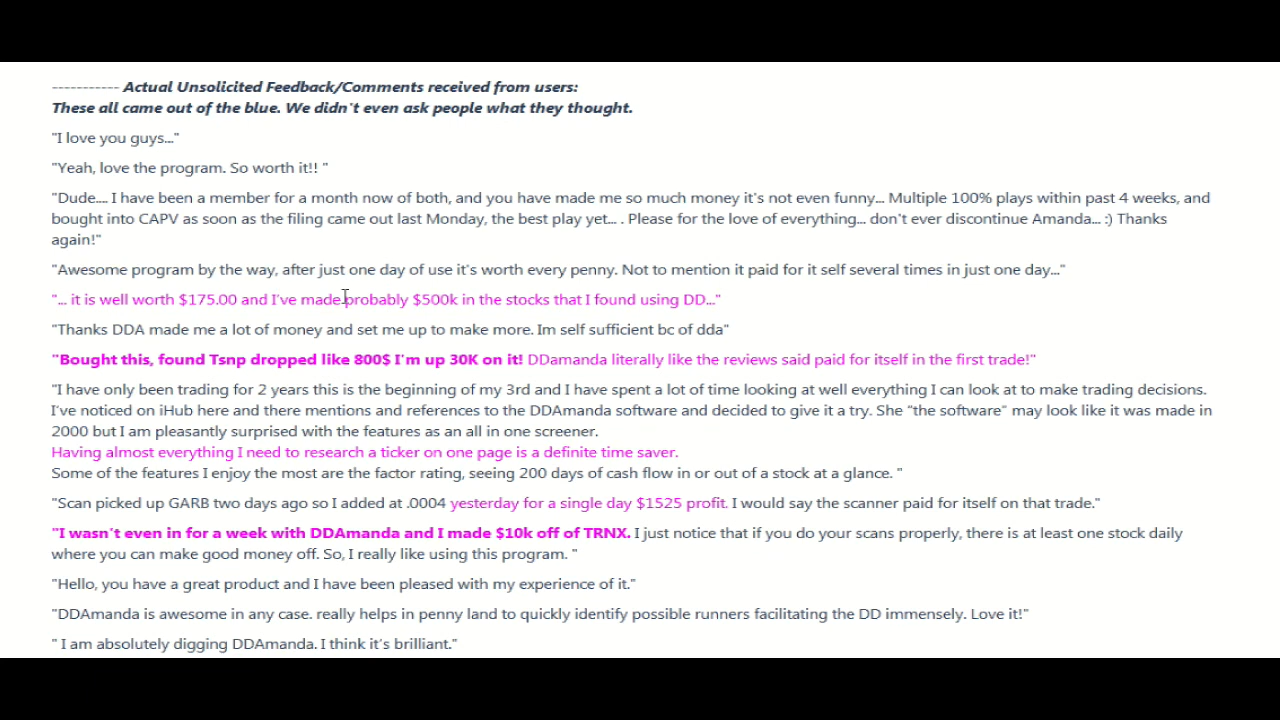 ----------- Actual Unsolicited Feedback/Comments received from users:
These all came out of the blue. We didn't even ask people what they thought.
"I love you guys..."
"Yeah, love the program. So worth it!! "
"Dude.... I have been a member for a month now of both, and you have made me so much money it's not even funny... Multiple 100% plays within past 4 weeks, and
bought into CAPV as soon as the filing came out last Monday, the best play yet... . Please for the love of everything... don't ever discontinue Amanda... :) Thanks
again!"
"Awesome program by the way, after just one day of use it's worth every penny. Not to mention it paid for it self several times in just one day..."
"... it is well worth $175.00 and I've made probably $500k in the stocks that I found using DD..."
"Thanks DDA made me a lot of money and set me up to make more. Im self sufficient bc of dda"
"Bought this, found Tsnp dropped like 800$ I'm up 30K on it! DDamanda literally like the reviews said paid for itself in the first trade!"
"I have only been trading for 2 years this is the beginning of my 3rd and I have spent a lot of time looking at well everything I can look at to make trading decisions.
I've noticed on iHub here and there mentions and references to the DDAmanda software and decided to give it a try. She "the software" may look like it was made in
2000 but I am pleasantly surprised with the features as an all in one screener.
Having almost everything I need to research a ticker on one page is a definite time saver.
Some of the features I enjoy the most are the factor rating, seeing 200 days of cash flow in or out of a stock at a glance. "
"Scan picked up GARB two days ago so I added at .0004 yesterday for a single day $1525 profit. I would say the scanner paid for itself on that trade."
"I wasn't even in for a week with DDAmanda and I made $10k off of TRNX. I just notice that if you do your scans properly, there is at least one stock daily
where you can make good money off. So, I really like using this program. "
"Hello, you have a great product and I have been pleased with my experience of it."
"DDAmanda is awesome in any case. really helps in penny land to quickly identify possible runners facilitating the DD immensely. Love it!"
" I am absolutely digging DDAmanda. I think it's brilliant."